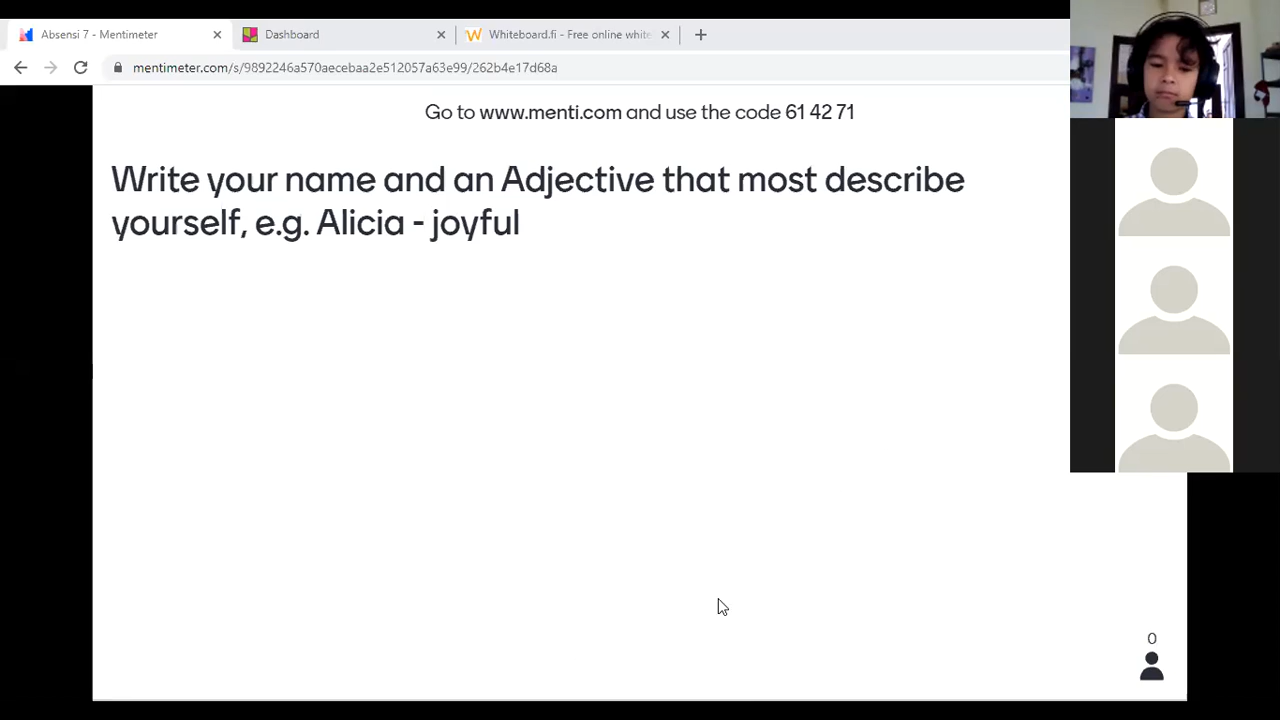 Absensi 7 - Mentimeter
Dashboard
Whiteboard.fi - Free online white
mentimeter.com/s/9892246a570aecebaa2e512057a63e99/262b4e17d68a
Go to www.menti.com and use the code 61 42 71
Write your name and an Adjective that most describe
yourself, e.g. Alicia - joyful
0